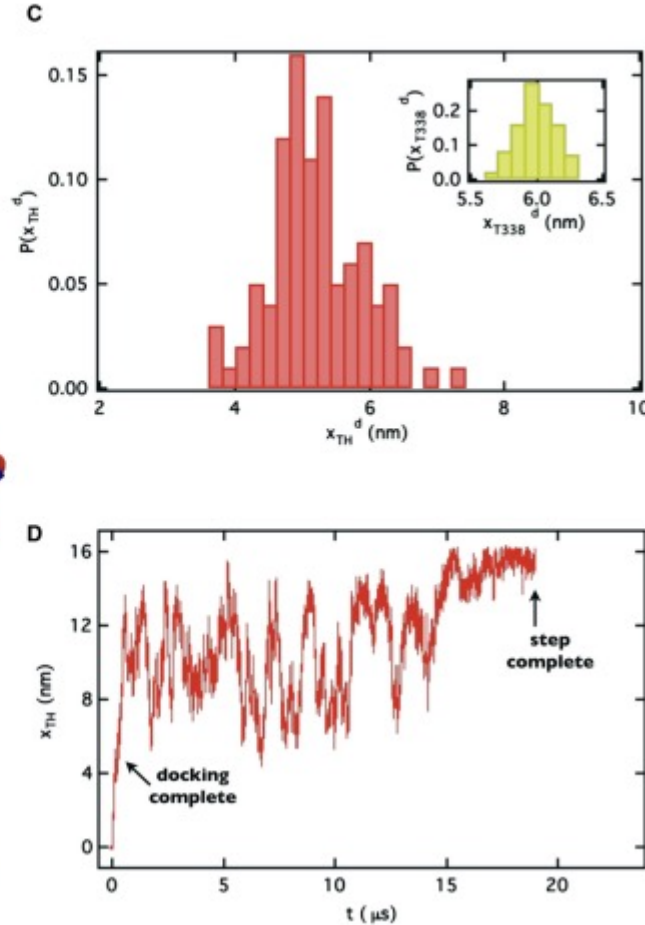 C
0.15
0.10
0.05
0.00
P(x_TH^d)
2 4 6 8 10
x_TH^d (nm)
0.2
0.1
0.0
P(x_T338^d)
5.5 6.0 6.5
x_T338^d (nm)
D
16
12
8
4
0
x_TH (nm)
docking
complete
step
complete
0 5 10 15 20
t (μs)